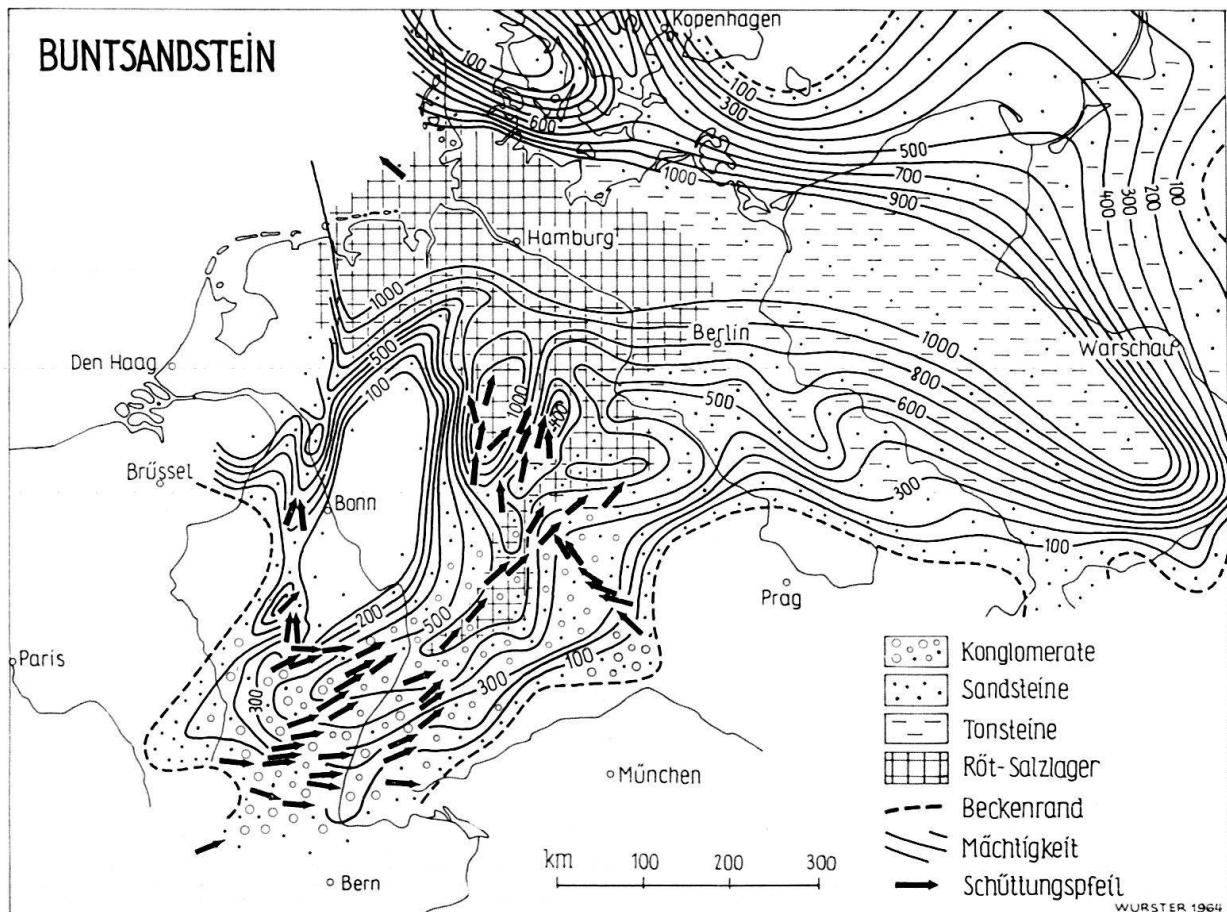 BUNTSANDSTEIN
Kopenhagen
100
600
1000
100
300
500
700
900
400
300
200
100
Hamburg
1000
500
100
Den Haag
Berlin
Warschau
1000
800
600
500
300
100
1000
400
Brüssel
Bonn
Prag
Paris
200
500
300
100
300
München
Bern
km 100 200 300
Konglomerate
Sandsteine
Tonsteine
Röt-Salzlager
Beckenrand
Mächtigkeit
Schüttungspfeil
WURSTER 1964